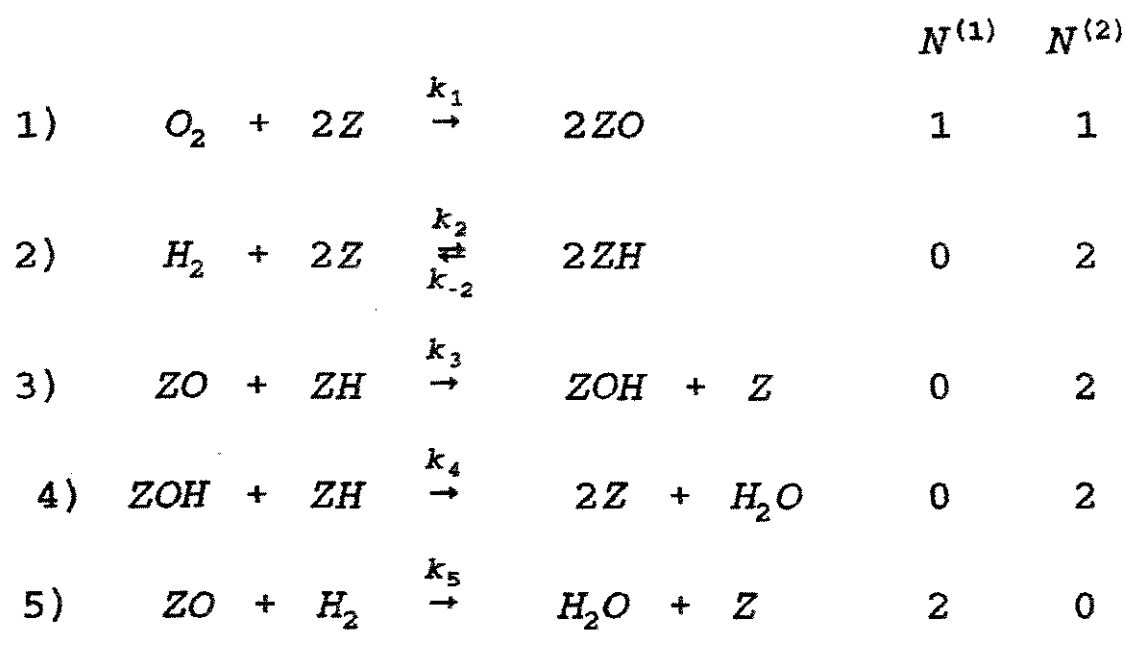 N⁽¹⁾ N⁽²⁾
k₁
1) O₂ + 2Z → 2ZO 1 1
k₂
2) H₂ + 2Z ⇄ 2ZH 0 2
k₋₂
k₃
3) ZO + ZH → ZOH + Z 0 2
k₄
4) ZOH + ZH → 2Z + H₂O 0 2
k₅
5) ZO + H₂ → H₂O + Z 2 0